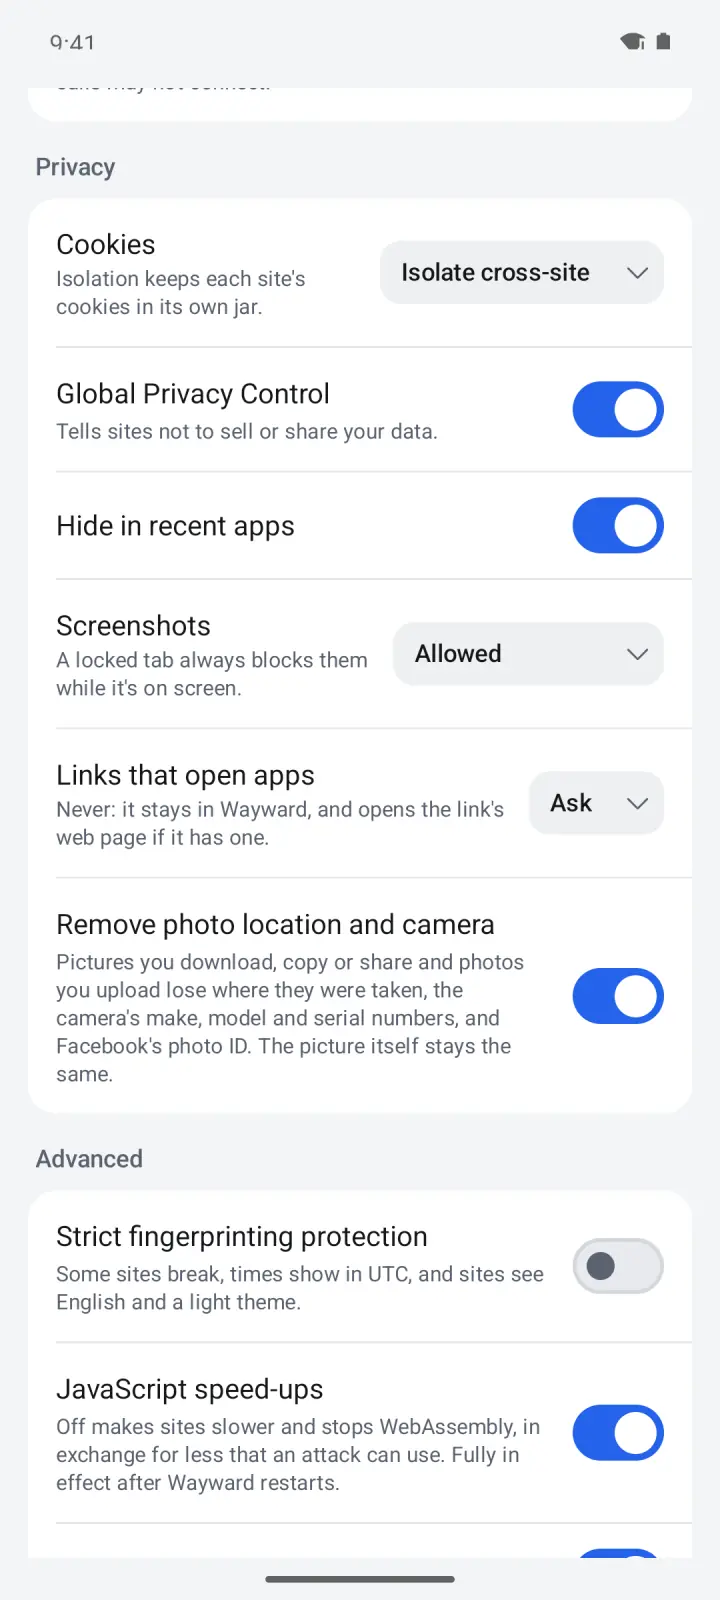 9:41
Privacy
Cookies
Isolation keeps each site's
cookies in its own jar.
Isolate cross-site
Global Privacy Control
Tells sites not to sell or share your data.
Hide in recent apps
Screenshots
A locked tab always blocks them
while it's on screen.
Allowed
Links that open apps
Never: it stays in Wayward, and opens the link's
web page if it has one.
Ask
Remove photo location and camera
Pictures you download, copy or share and photos
you upload lose where they were taken, the
camera's make, model and serial numbers, and
Facebook's photo ID. The picture itself stays the
same.
Advanced
Strict fingerprinting protection
Some sites break, times show in UTC, and sites see
English and a light theme.
JavaScript speed-ups
Off makes sites slower and stops WebAssembly, in
exchange for less that an attack can use. Fully in
effect after Wayward restarts.